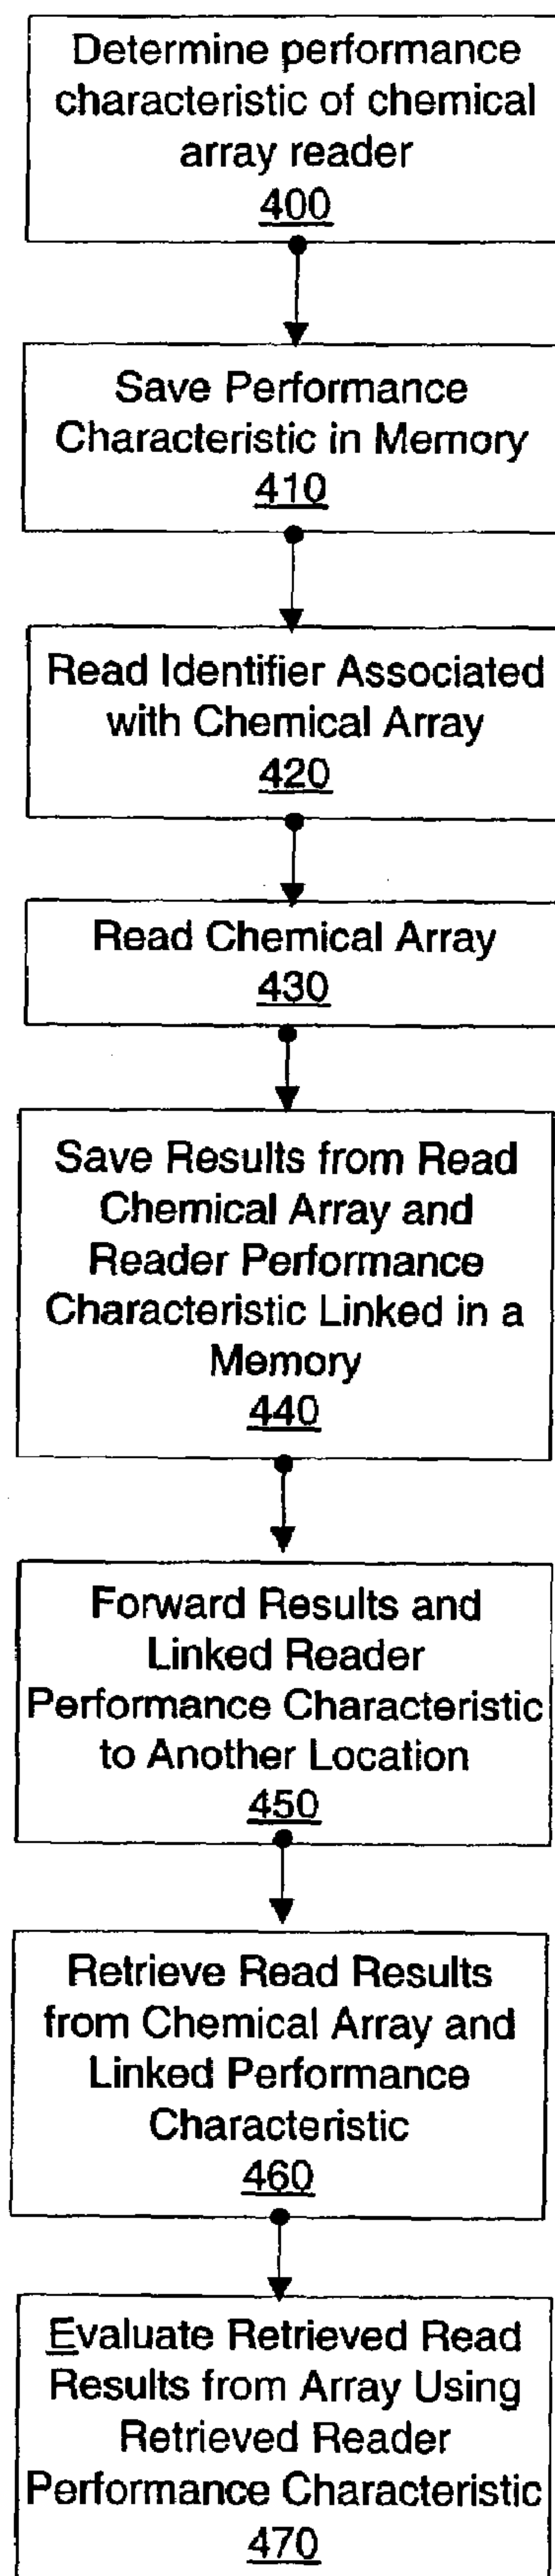 Determine performance
characteristic of chemical
array reader
400
Save Performance
Characteristic in Memory
410
Read Identifier Associated
with Chemical Array
420
Read Chemical Array
430
Save Results from Read
Chemical Array and
Reader Performance
Characteristic Linked in a
Memory
440
Forward Results and
Linked Reader
Performance Characteristic
to Another Location
450
Retrieve Read Results
from Chemical Array and
Linked Performance
Characteristic
460
Evaluate Retrieved Read
Results from Array Using
Retrieved Reader
Performance Characteristic
470